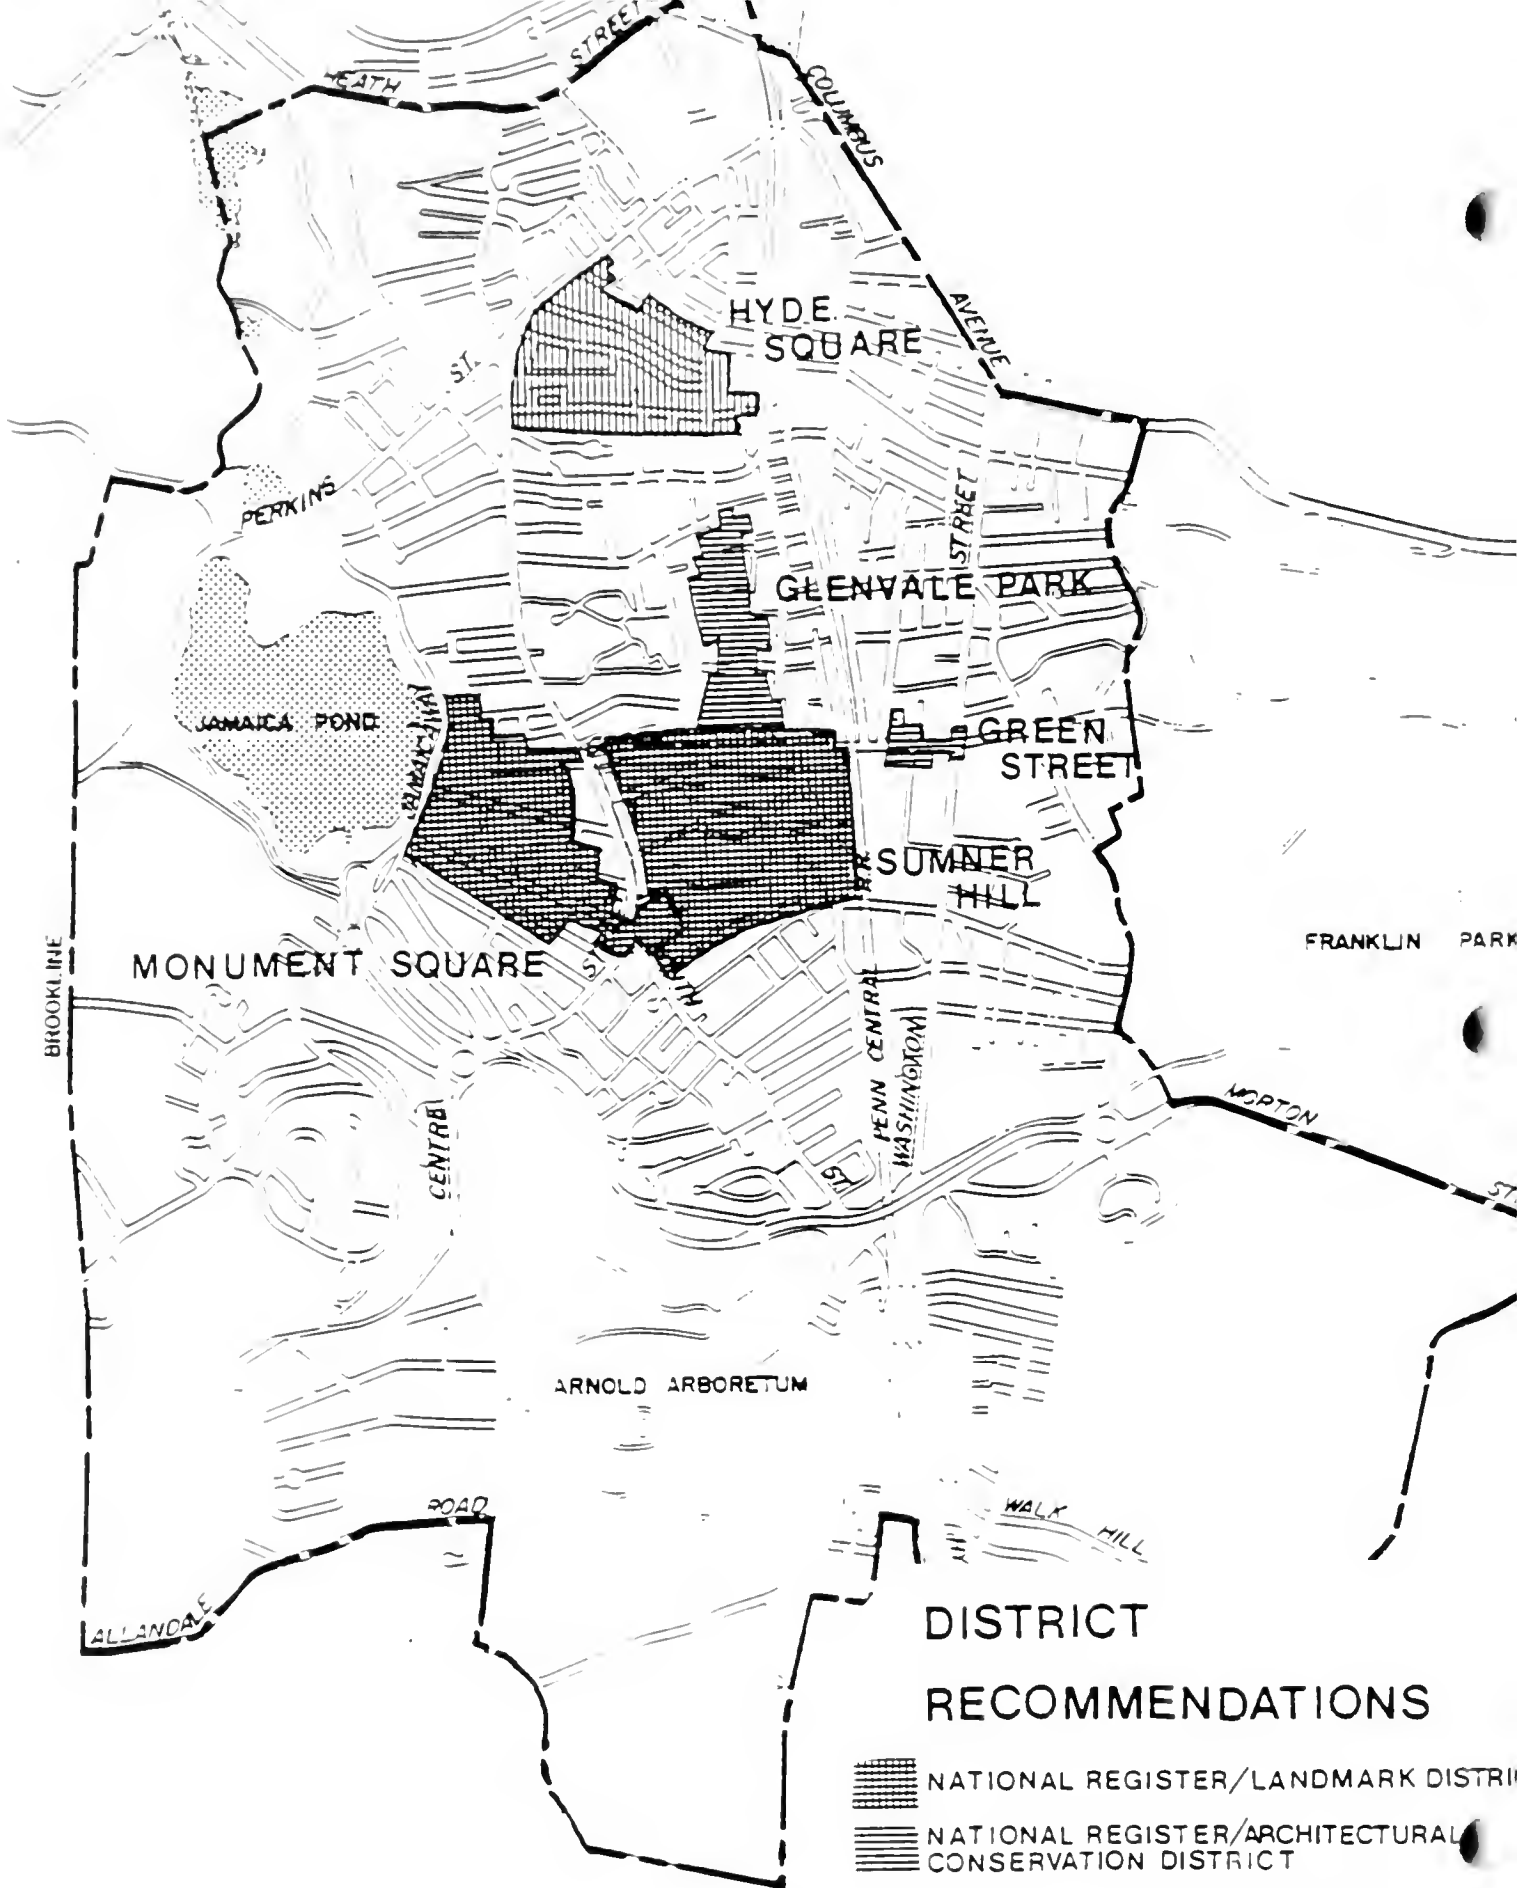 HEATH
STREET
COLUMBUS
AVENUE
HYDE
SQUARE
ST.
PERKINS
STREET
GLENVALE PARK
JAMAICA POND
JAMAICAWAY
GREEN
STREET
SUMNER
HILL
R.R.
FRANKLIN PARK
MONUMENT SQUARE
ST
BROOKLINE
PENN CENTRAL
WASHINGTON
MORTON
CENTRE
ST.
ST.
ARNOLD ARBORETUM
ROAD
WALK HILL
ALLANDALE
DISTRICT
RECOMMENDATIONS
NATIONAL REGISTER/LANDMARK DISTRI
NATIONAL REGISTER/ARCHITECTURAL
CONSERVATION DISTRICT